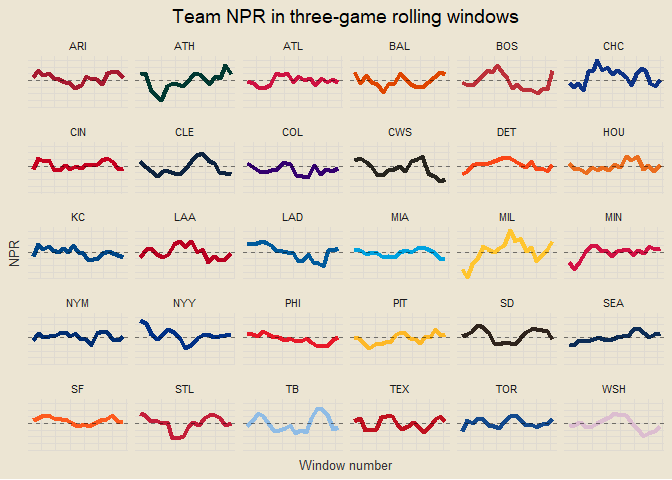 Team NPR in three-game rolling windows
ARI ATH ATL BAL BOS CHC
CIN CLE COL CWS DET HOU
KC LAA LAD MIA MIL MIN
NPR
NYM NYY PHI PIT SD SEA
SF STL TB TEX TOR WSH
Window number